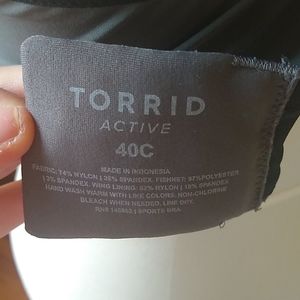 TORRID
ACTIVE
40C
MADE IN INDONESIA
FABRIC: 74% NYLON | 26% SPANDEX. FISHNET: 97% POLYESTER
| 3% SPANDEX. WING LINING: 82% NYLON | 18% SPANDEX
HAND WASH WARM WITH LIKE COLORS. NON-CHLORINE
BLEACH WHEN NEEDED. LINE DRY.
| SPORTS BRA